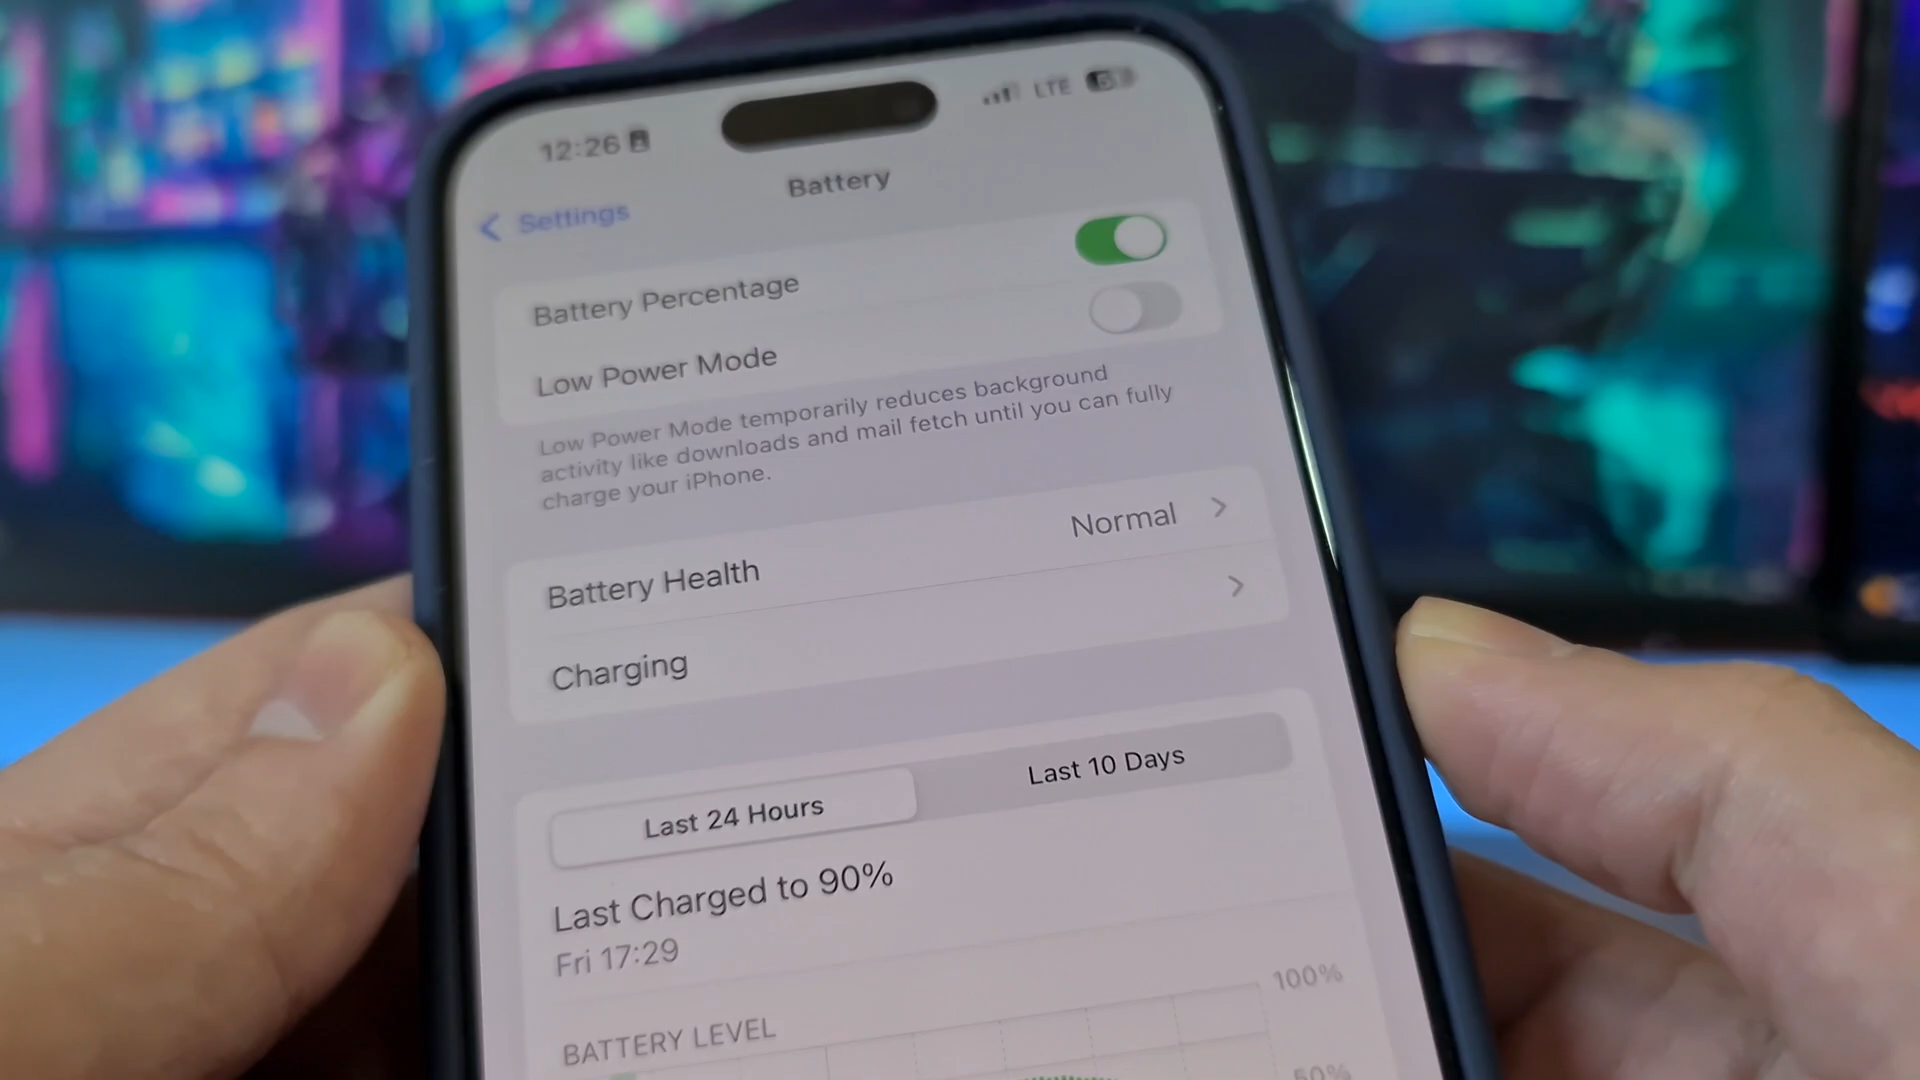 12:26
LTE
Battery
Settings
Battery Percentage
Low Power Mode
Low Power Mode temporarily reduces background
activity like downloads and mail fetch until you can fully
charge your iPhone.
Battery Health
Normal
Charging
Last 24 Hours
Last 10 Days
Last Charged to 90%
Fri 17:29
100%
BATTERY LEVEL
50%